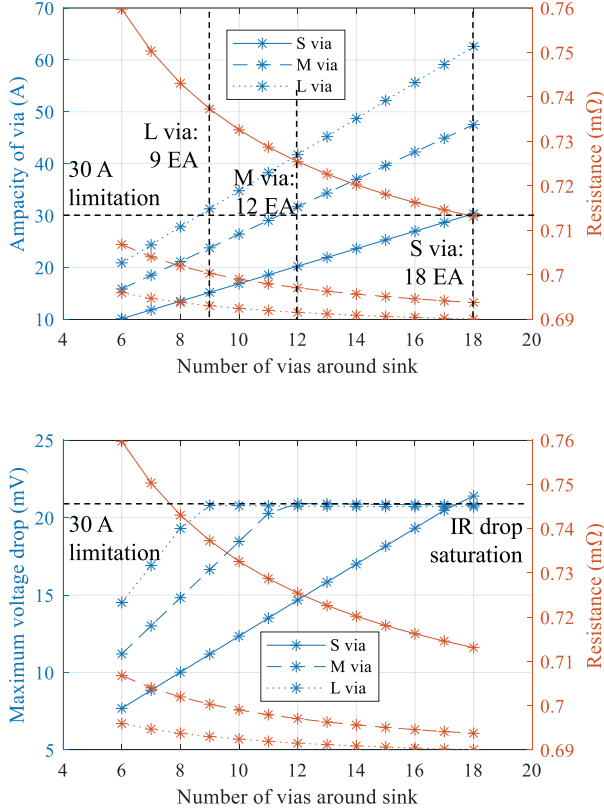 70
60
50
40
30
20
10
Ampacity of via (A)
0.76
0.75
0.74
0.73
0.72
0.71
0.7
0.69
Resistance (mΩ)
S via
M via
L via
L via:
9 EA
M via:
12 EA
S via:
18 EA
30 A
limitation
4 6 8 10 12 14 16 18 20
Number of vias around sink
25
20
15
10
5
Maximum voltage drop (mV)
0.76
0.75
0.74
0.73
0.72
0.71
0.7
0.69
Resistance (mΩ)
30 A
limitation
IR drop
saturation
S via
M via
L via
4 6 8 10 12 14 16 18 20
Number of vias around sink